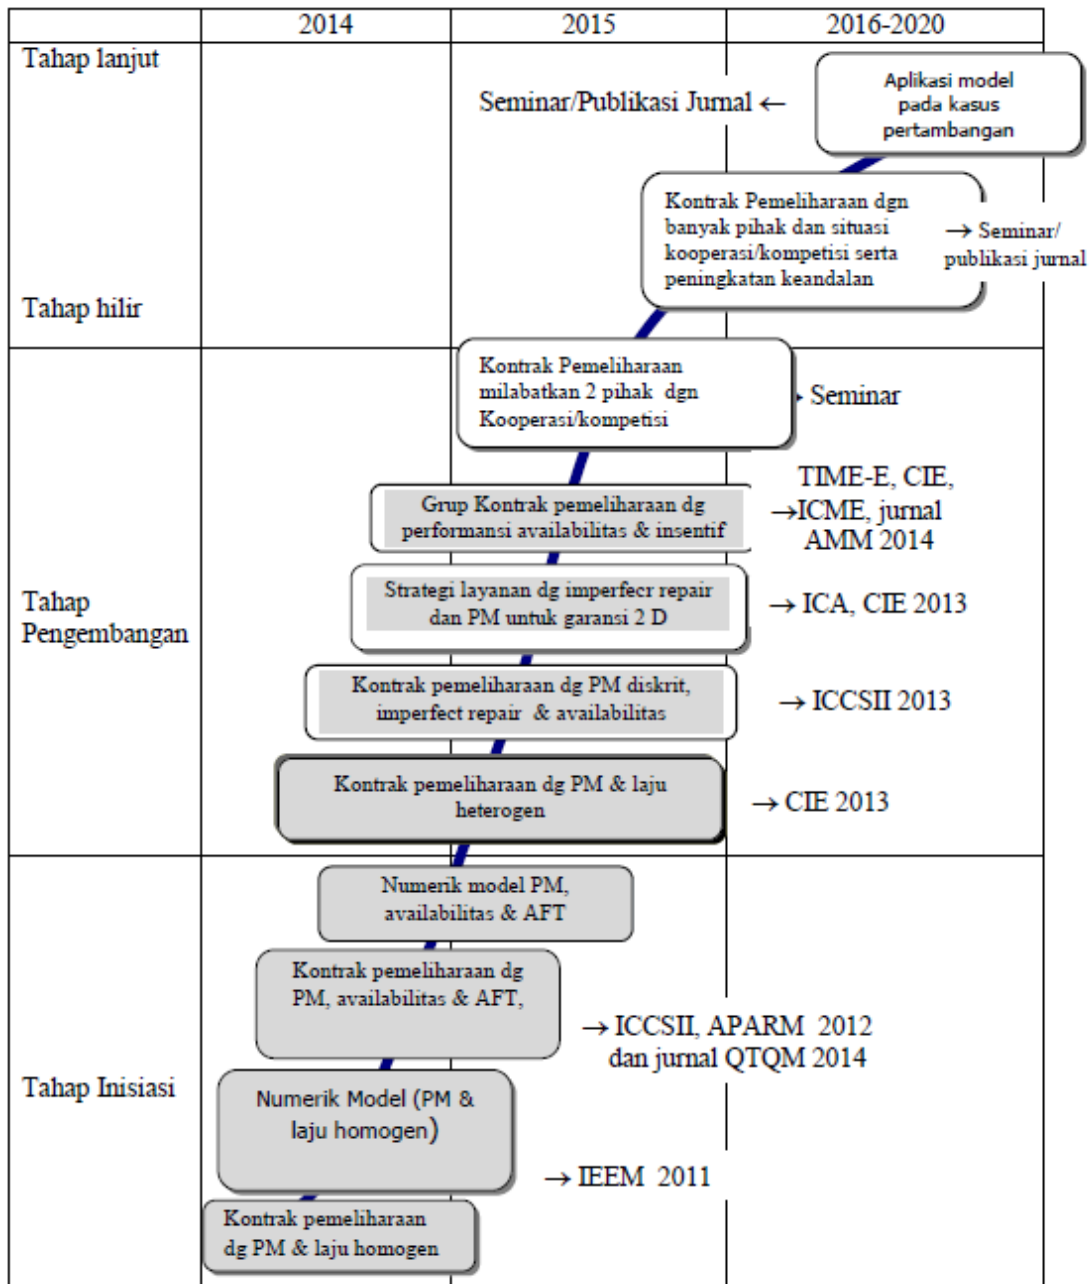 2014
2015
2016-2020
Tahap lanjut
Seminar/Publikasi Jurnal ←
Aplikasi model
pada kasus
pertambangan
Kontrak Pemeliharaan dgn
banyak pihak dan situasi
kooperasi/kompetisi serta
peningkatan keandalan
→ Seminar/
publikasi jurnal
Tahap hilir
Kontrak Pemeliharaan
milabatkan 2 pihak dgn
Kooperasi/kompetisi
Seminar
Grup Kontrak pemeliharaan dg
performansi availabilitas & insentif
TIME-E, CIE,
→ICME, jurnal
AMM 2014
Tahap
Pengembangan
Strategi layanan dg imperfecr repair
dan PM untuk garansi 2 D
→ ICA, CIE 2013
Kontrak pemeliharaan dg PM diskrit,
imperfect repair & availabilitas
→ ICCSII 2013
Kontrak pemeliharaan dg PM & laju
heterogen
→ CIE 2013
Numerik model PM,
availabilitas & AFT
Kontrak pemeliharaan dg
PM, availabilitas & AFT,
→ ICCSII, APARM 2012
dan jurnal QTQM 2014
Tahap Inisiasi
Numerik Model (PM &
laju homogen)
→ IEEM 2011
Kontrak pemeliharaan
dg PM & laju homogen